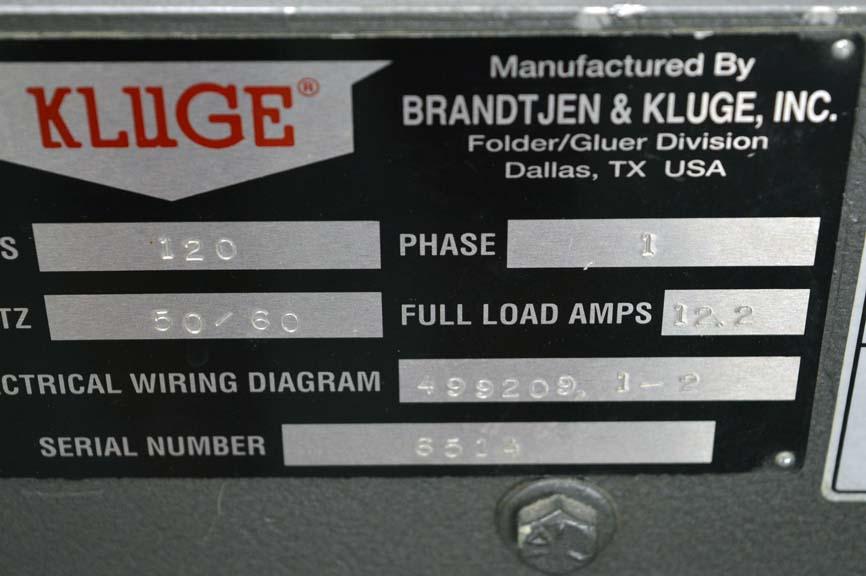 KLUGE®
Manufactured By
BRANDTJEN & KLUGE, INC.
Folder/Gluer Division
Dallas, TX USA
S 120 PHASE 1
TZ 50/60 FULL LOAD AMPS 12.2
CTRICAL WIRING DIAGRAM 499209.1-2
SERIAL NUMBER